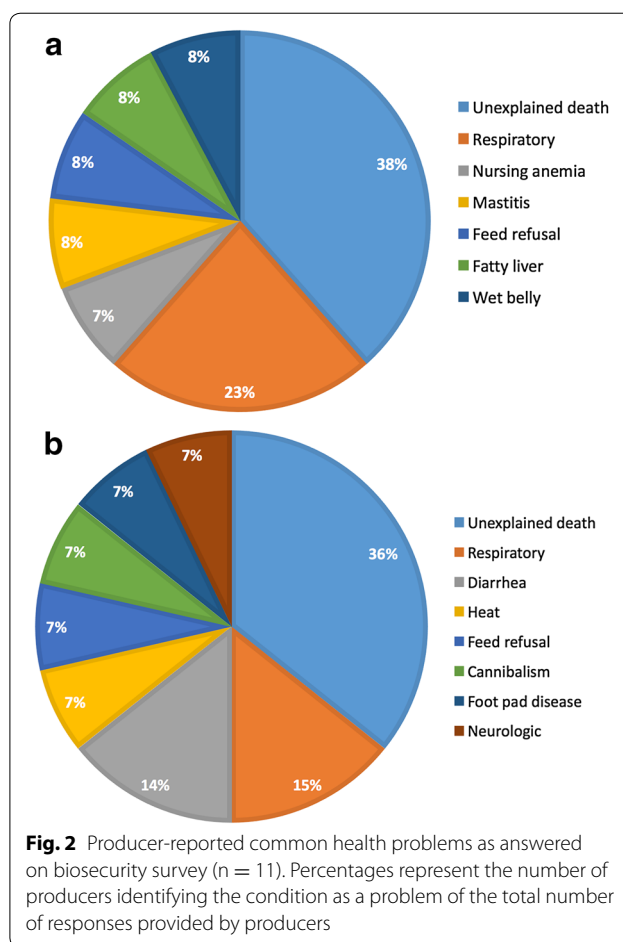 a
8%
8%
8%
8%
7%
23%
38%
Unexplained death
Respiratory
Nursing anemia
Mastitis
Feed refusal
Fatty liver
Wet belly
b
7%
7%
7%
7%
7%
14%
15%
36%
Unexplained death
Respiratory
Diarrhea
Heat
Feed refusal
Cannibalism
Foot pad disease
Neurologic
Fig. 2 Producer-reported common health problems as answered
on biosecurity survey (n = 11). Percentages represent the number of
producers identifying the condition as a problem of the total number
of responses provided by producers